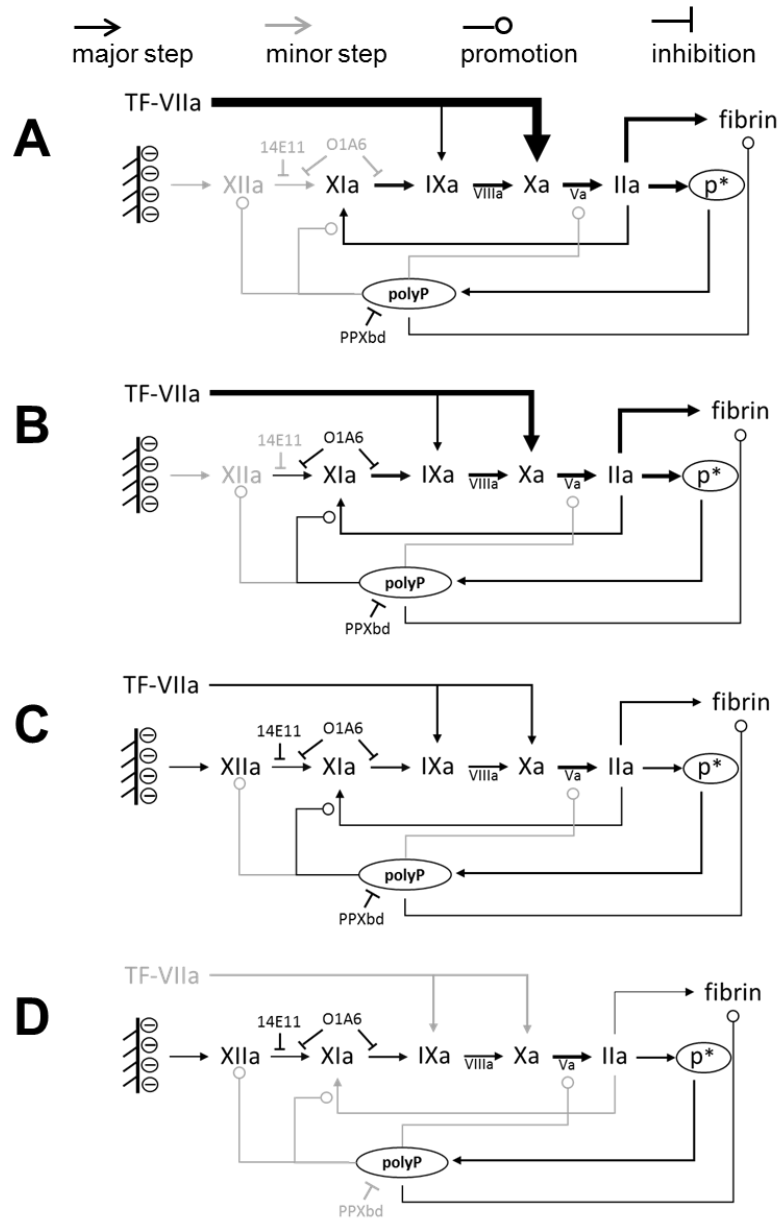 major step minor step promotion inhibition
A
TF-VIIa fibrin
14E11 O1A6
XIIa XIa IXa VIIIa Xa Va IIa p*
polyP
PPXbd
B
TF-VIIa fibrin
14E11 O1A6
XIIa XIa IXa VIIIa Xa Va IIa p*
polyP
PPXbd
C
TF-VIIa fibrin
14E11 O1A6
XIIa XIa IXa VIIIa Xa Va IIa p*
polyP
PPXbd
D
TF-VIIa fibrin
14E11 O1A6
XIIa XIa IXa VIIIa Xa Va IIa p*
polyP
PPXbd